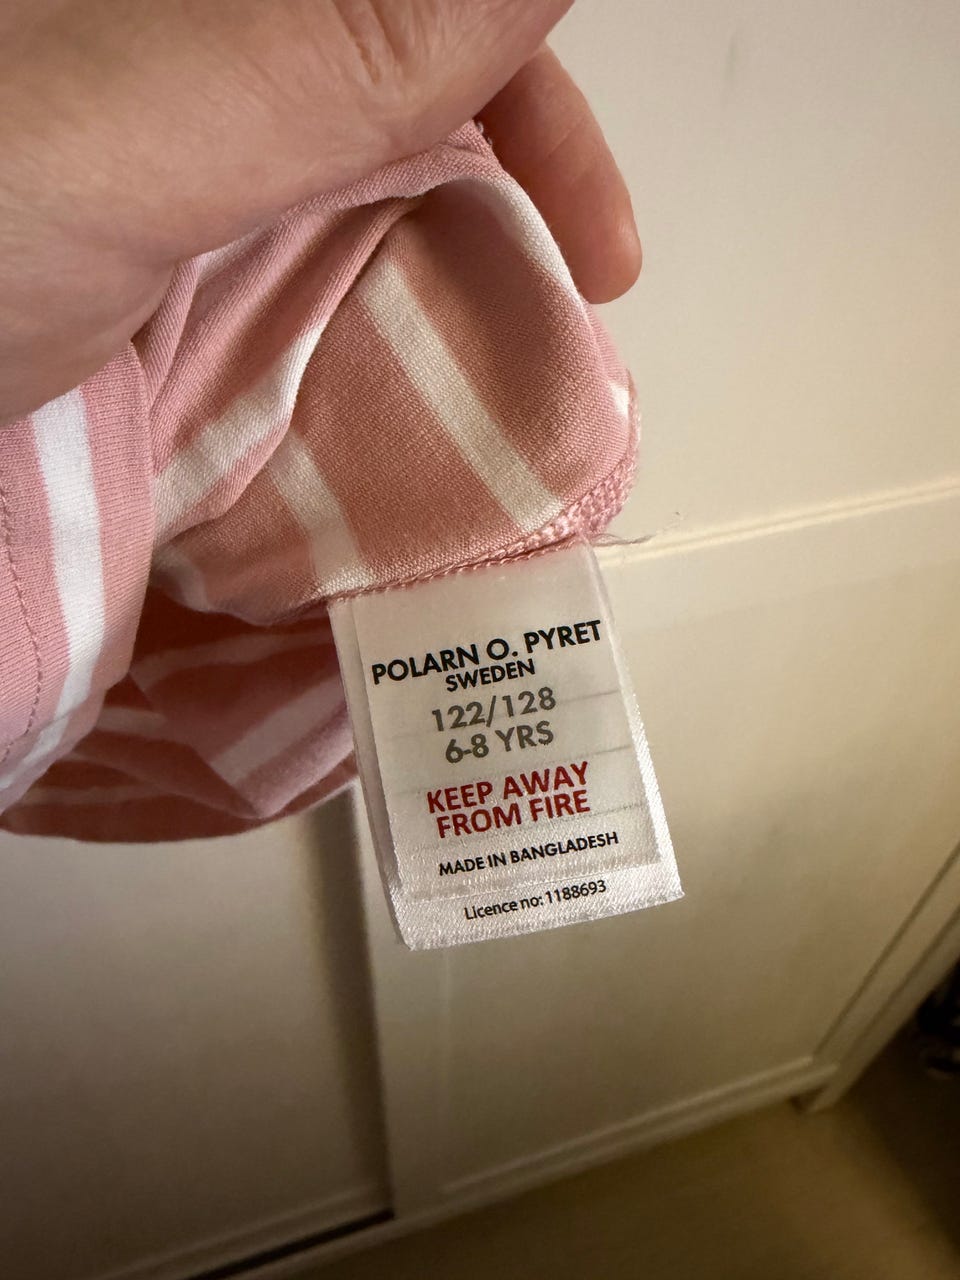 POLARN O. PYRET
SWEDEN
122/128
6-8 YRS
KEEP AWAY
FROM FIRE
MADE IN BANGLADESH
Licence no: 1188693